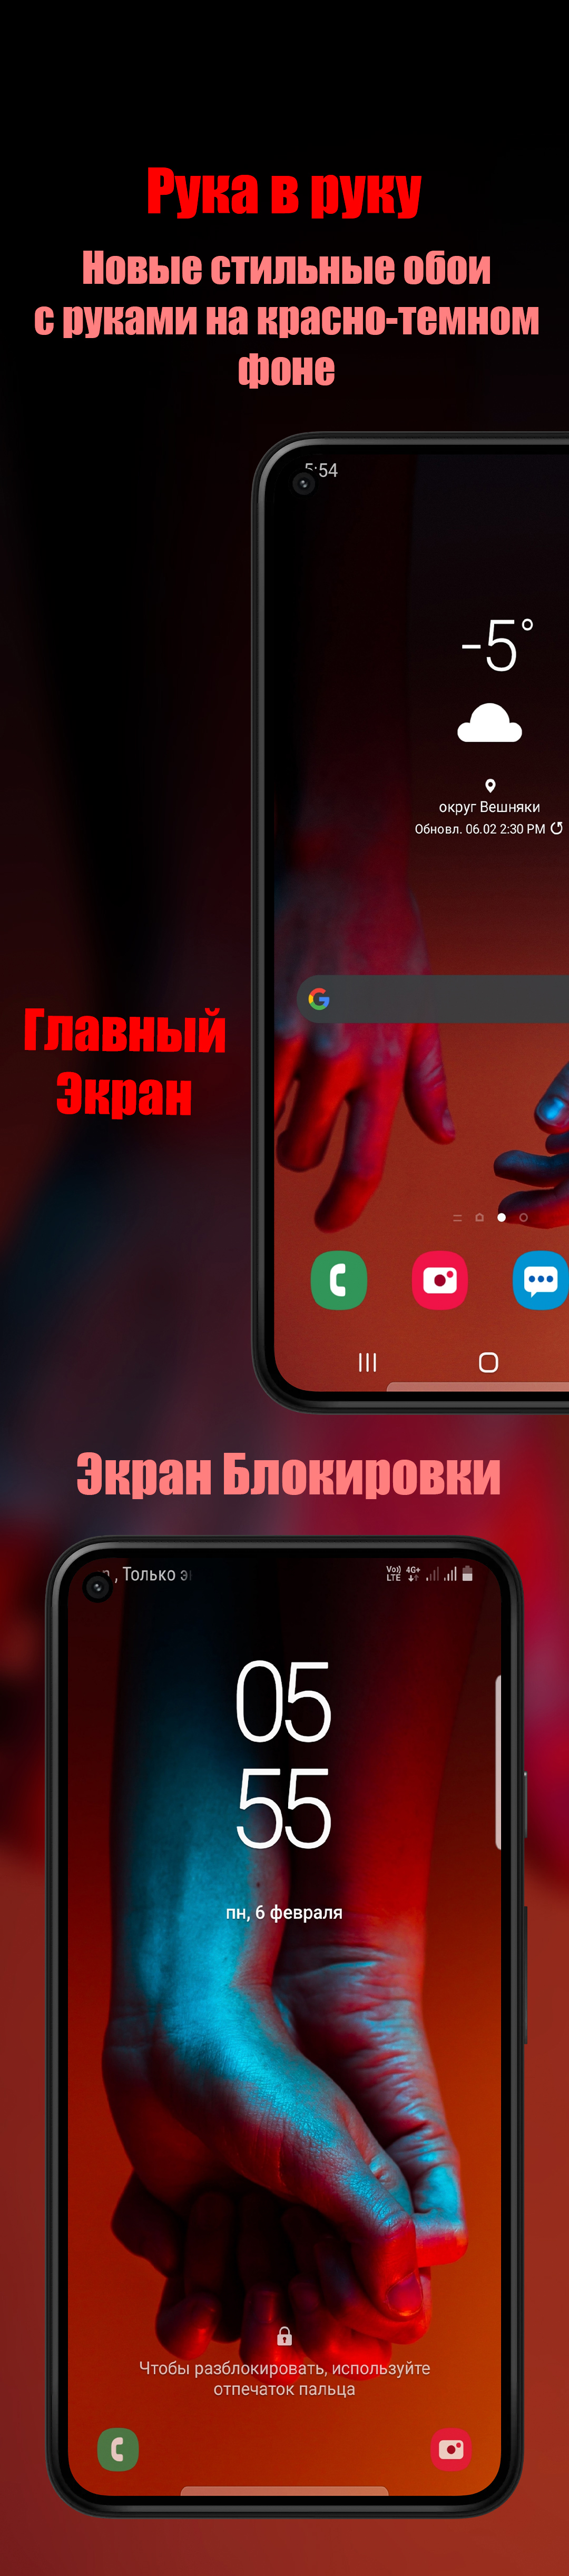 Рука в руку
Новые стильные обои
с руками на красно-темном
фоне
5:54
-5°
округ Вешняки
Обновл. 06.02 2:30 PM
Главный
Экран
Экран Блокировки
, Только
Vo))
LTE
4G+
05
55
пн, 6 февраля
Чтобы разблокировать, используйте
отпечаток пальца